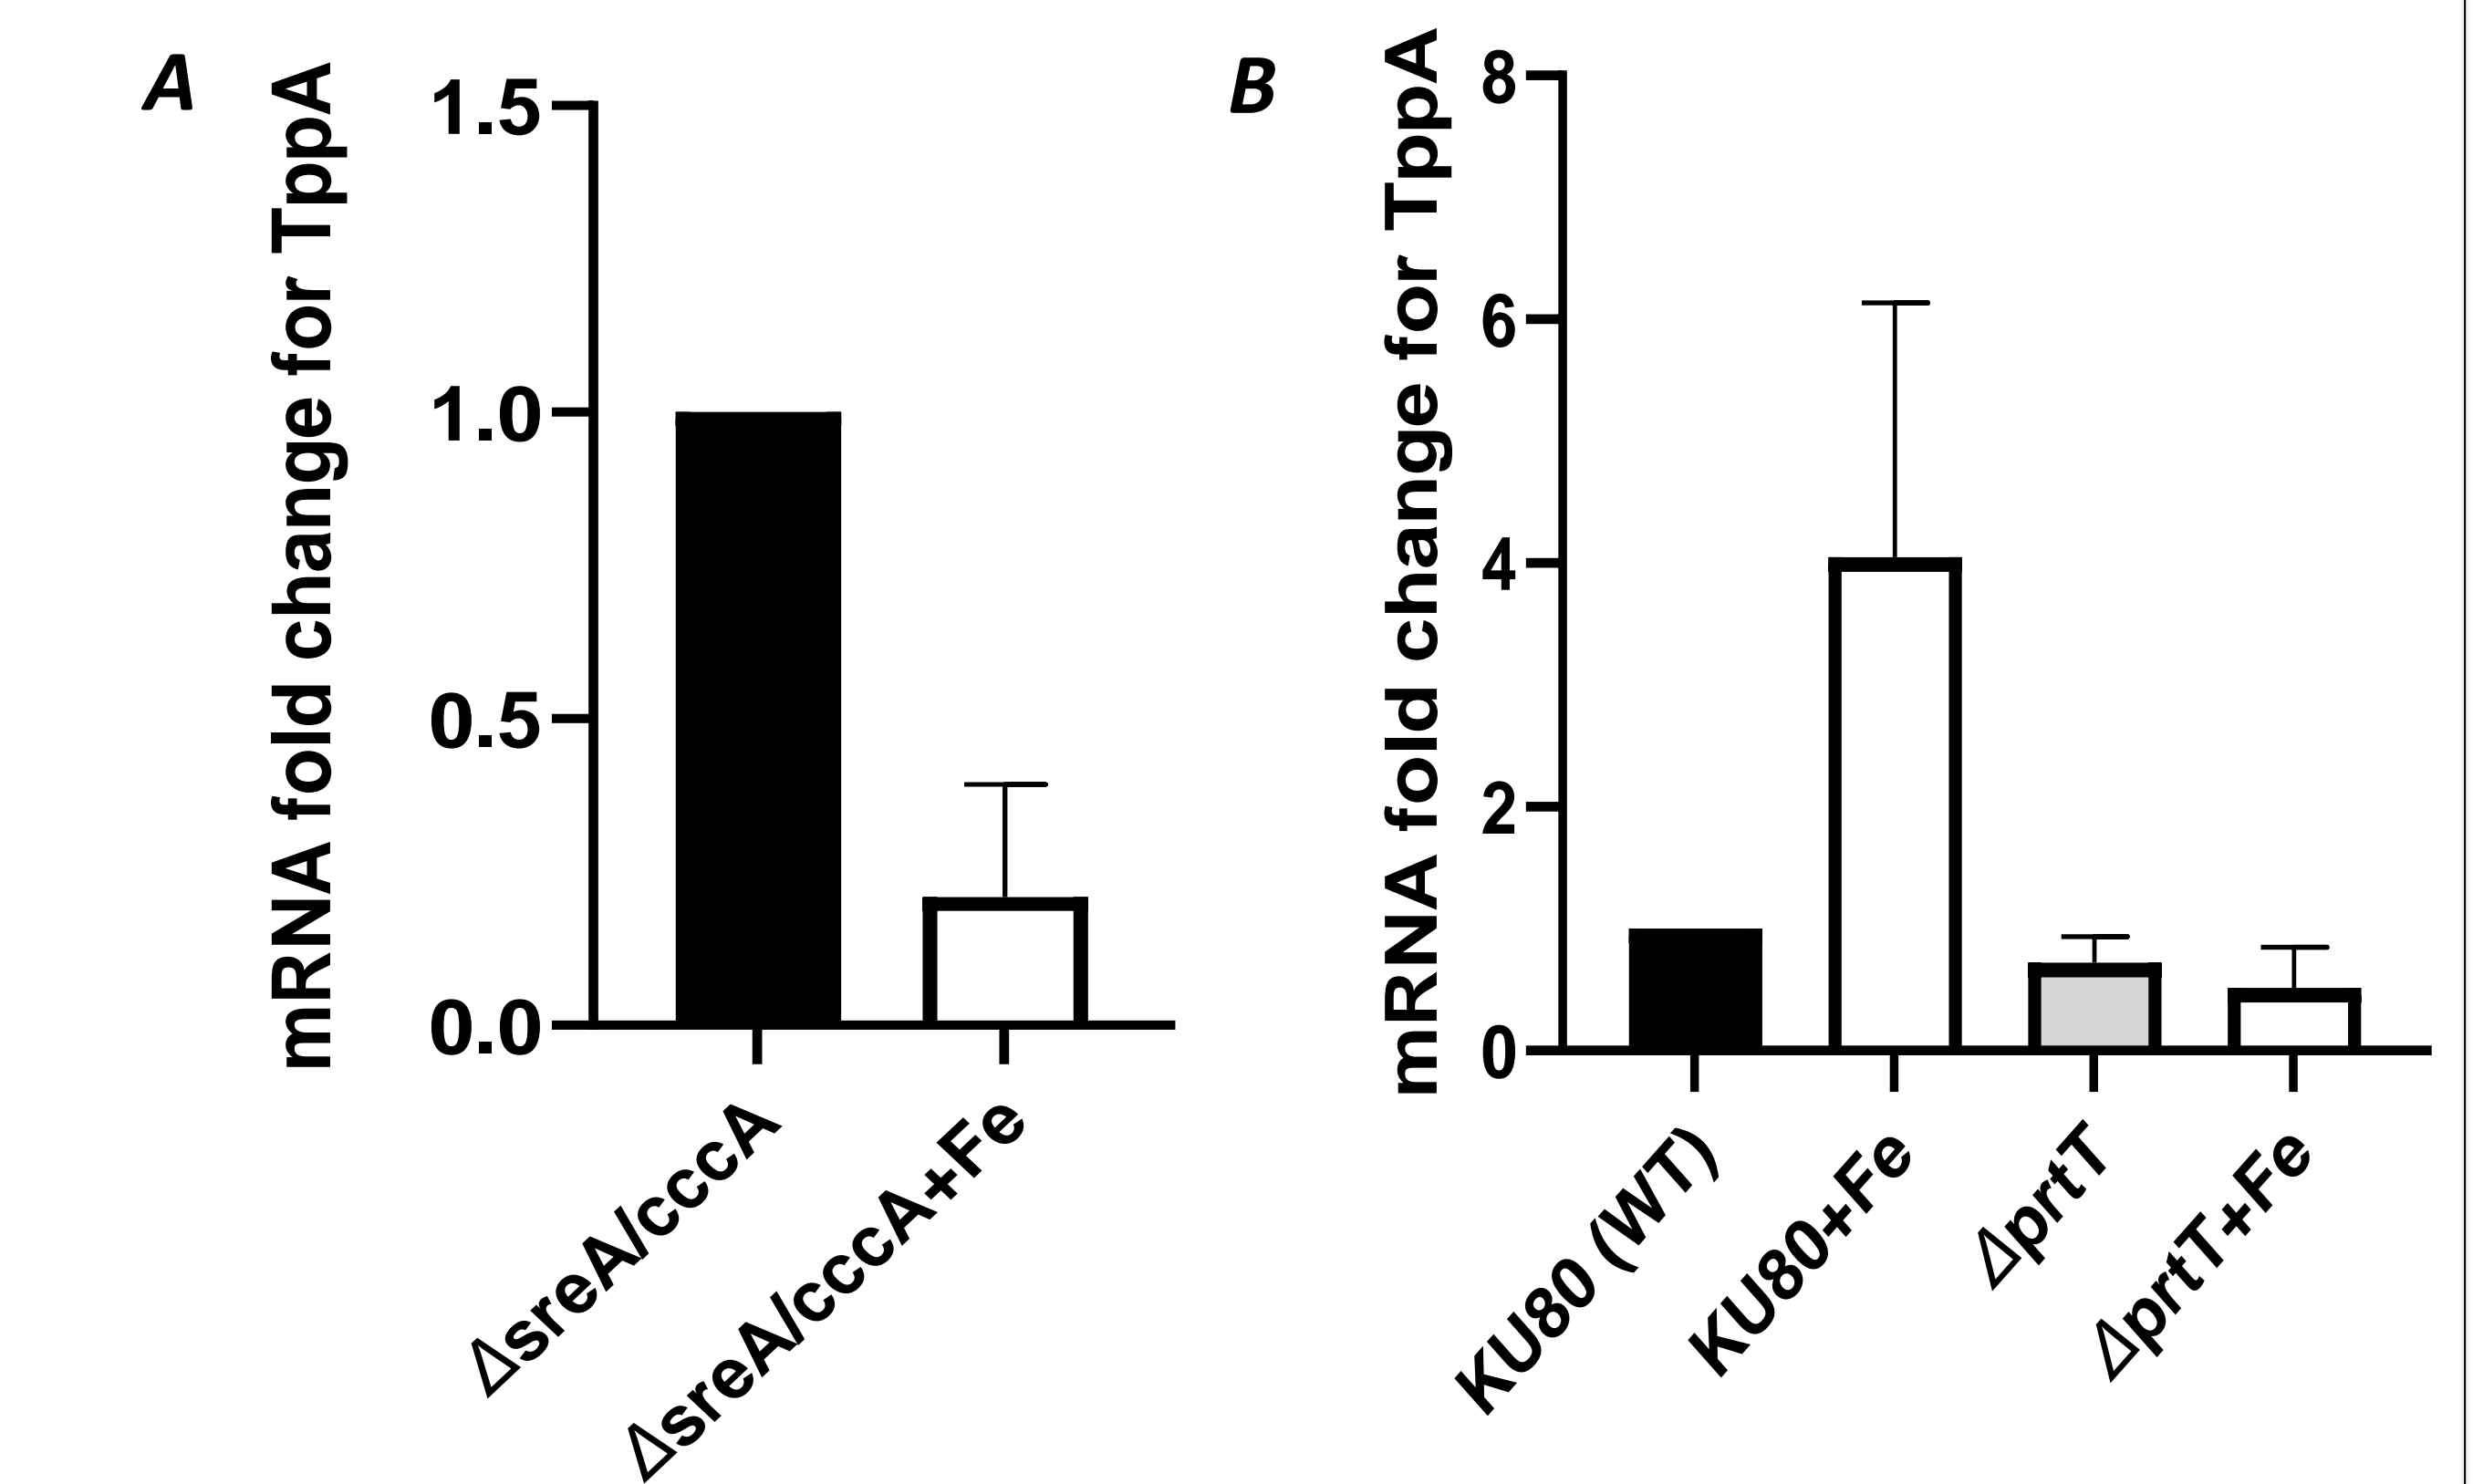 A
mRNA fold change for TppA
1.5
1.0
0.5
0.0
ΔsreA/cccA
ΔsreA/cccA+Fe
B
mRNA fold change for TppA
8
6
4
2
0
KU80 (WT)
KU80+Fe
ΔprtT
ΔprtT+Fe